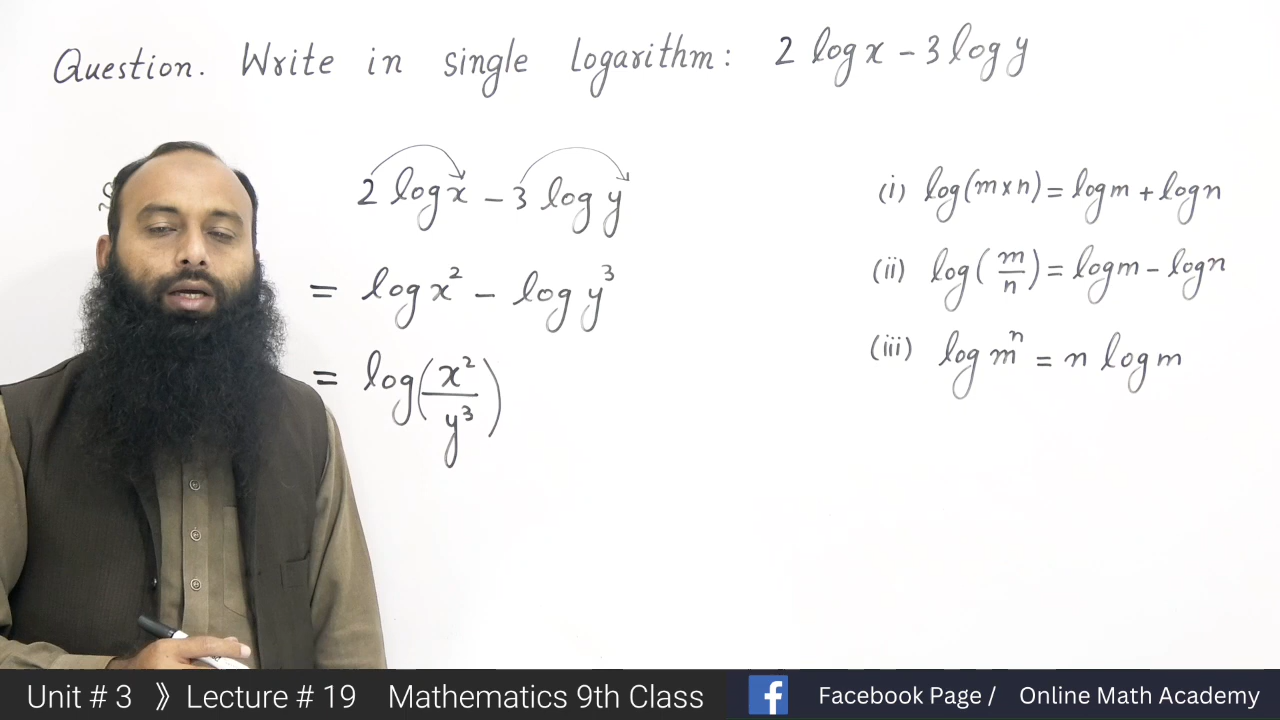 Question. Write in single logarithm: 2 log x - 3 log y
2 log x - 3 log y
= log x² - log y³
= log(x²/y³)
(i) log(m×n) = log m + log n
(ii) log(m/n) = log m - log n
(iii) log mⁿ = n log m
Unit # 3 》 Lecture # 19 Mathematics 9th Class f Facebook Page / Online Math Academy